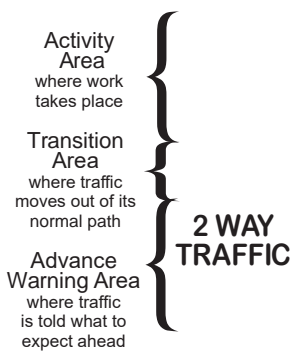 Activity
Area
where work
takes place
Transition
Area
where traffic
moves out of its
normal path
2 WAY
TRAFFIC
Advance
Warning Area
where traffic
is told what to
expect ahead